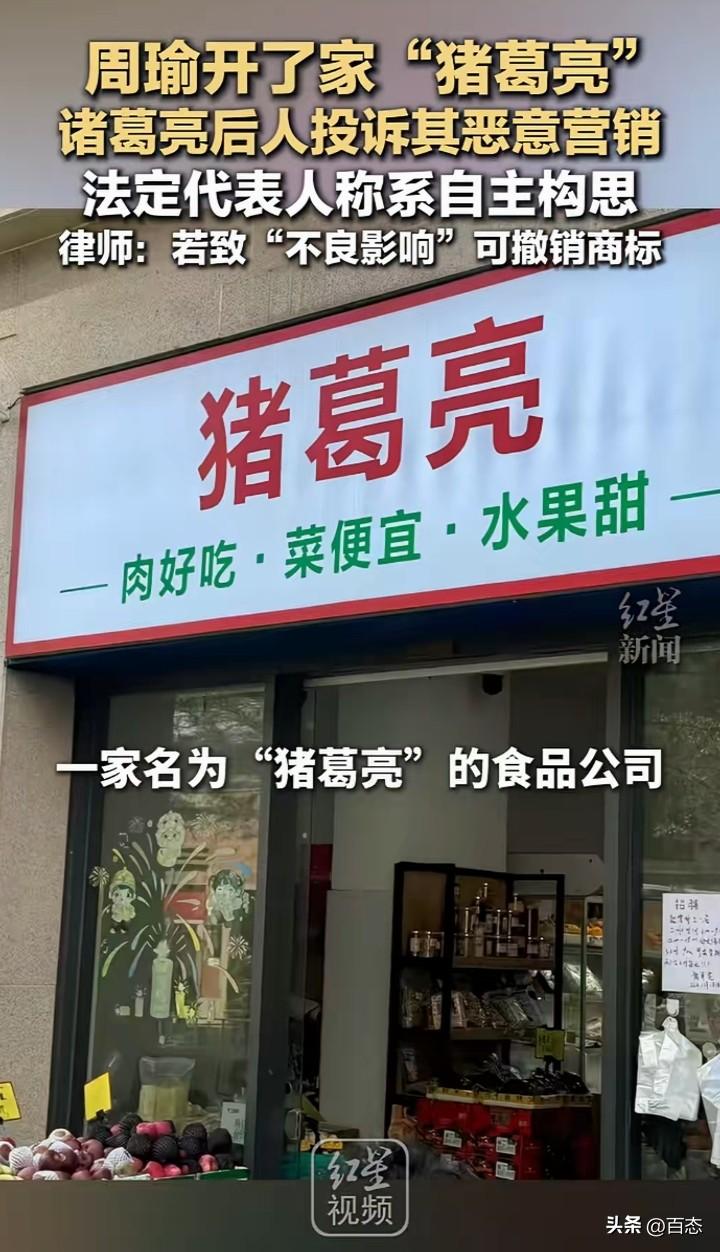 周瑜开了家“猪葛亮”
诸葛亮后人投诉其恶意营销
法定代表人称系自主构思
律师：若致“不良影响”可撤销商标
猪葛亮
肉好吃·菜便宜·水果甜
红星
新闻
一家名为“猪葛亮”的食品公司
招聘
红星
视频
头条 @百态